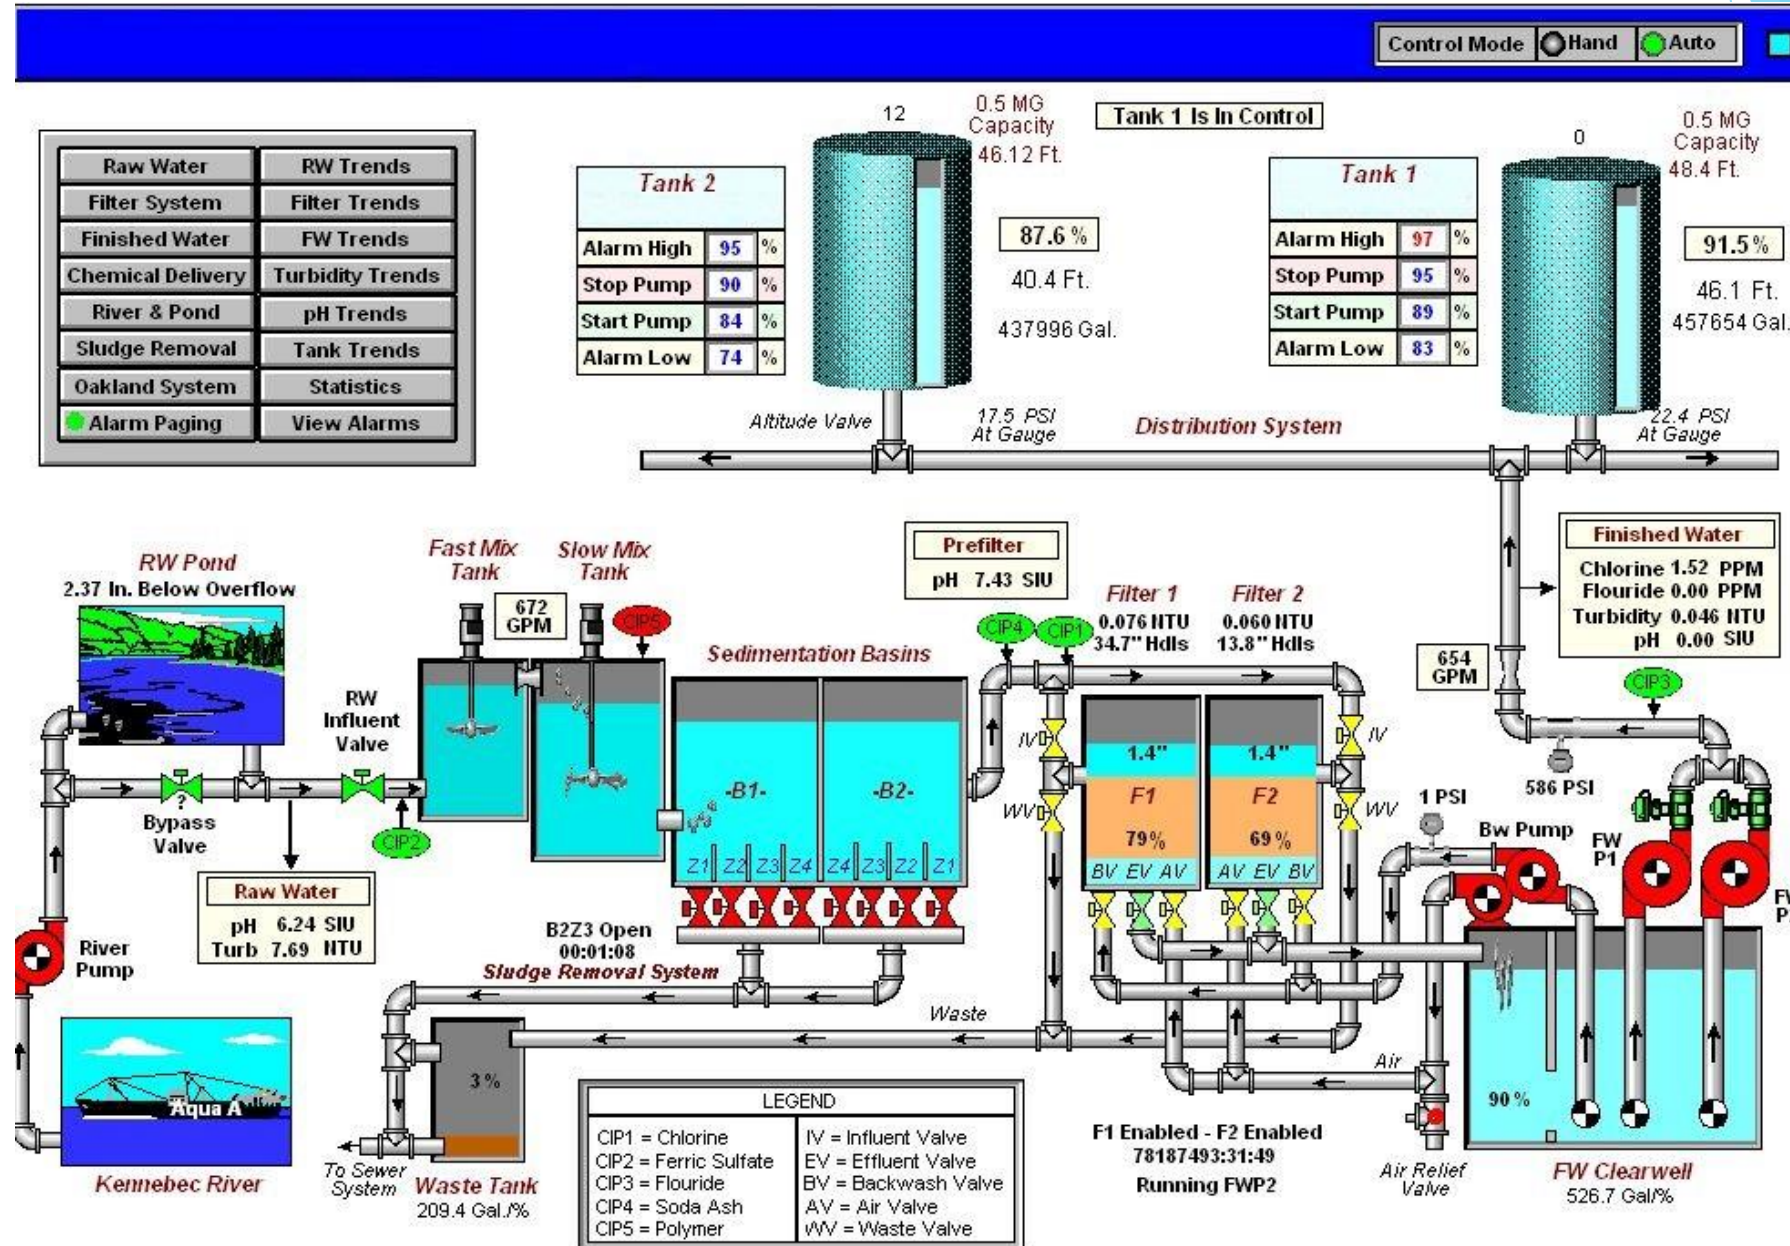 Control Mode Hand Auto
Raw Water RW Trends
Filter System Filter Trends
Finished Water FW Trends
Chemical Delivery Turbidity Trends
River & Pond pH Trends
Sludge Removal Tank Trends
Oakland System Statistics
Alarm Paging View Alarms
12
0.5 MG
Capacity
46.12 Ft.
Tank 1 Is In Control
0
0.5 MG
Capacity
48.4 Ft.
Tank 2
Alarm High 95 %
Stop Pump 90 %
Start Pump 84 %
Alarm Low 74 %
87.6 %
40.4 Ft.
437996 Gal.
Tank 1
Alarm High 97 %
Stop Pump 95 %
Start Pump 89 %
Alarm Low 83 %
91.5 %
46.1 Ft.
457654 Gal.
Altitude Valve
17.5 PSI
At Gauge
Distribution System
22.4 PSI
At Gauge
RW Pond
2.37 In. Below Overflow
Fast Mix
Tank
Slow Mix
Tank
672
GPM
CIP5
Sedimentation Basins
Prefilter
pH 7.43 SIU
CIP4
CIP1
Filter 1
0.076 NTU
34.7" Hdls
Filter 2
0.060 NTU
13.8" Hdls
Finished Water
Chlorine 1.52 PPM
Flouride 0.00 PPM
Turbidity 0.046 NTU
pH 0.00 SIU
654
GPM
CIP3
586 PSI
RW
Influent
Valve
?
Bypass
Valve
CIP2
Raw Water
pH 6.24 SIU
Turb 7.69 NTU
-B1- -B2-
Z1 Z2 Z3 Z4 Z4 Z3 Z2 Z1
IV
IV
WV
WV
1.4" 1.4"
F1 F2
79% 69%
BV EV AV AV EV BV
1 PSI
Bw Pump
FW
P1
FW
River
Pump
B2Z3 Open
00:01:08
Sludge Removal System
Waste
Air
Aqua A
Kennebec River
3 %
To Sewer
System
Waste Tank
209.4 Gal./%
LEGEND
CIP1 = Chlorine IV = Influent Valve
CIP2 = Ferric Sulfate EV = Effluent Valve
CIP3 = Flouride BV = Backwash Valve
CIP4 = Soda Ash AV = Air Valve
CIP5 = Polymer WV = Waste Valve
F1 Enabled - F2 Enabled
78187493:31:49
Running FWP2
Air Relief
Valve
90 %
FW Clearwell
526.7 Gal/%